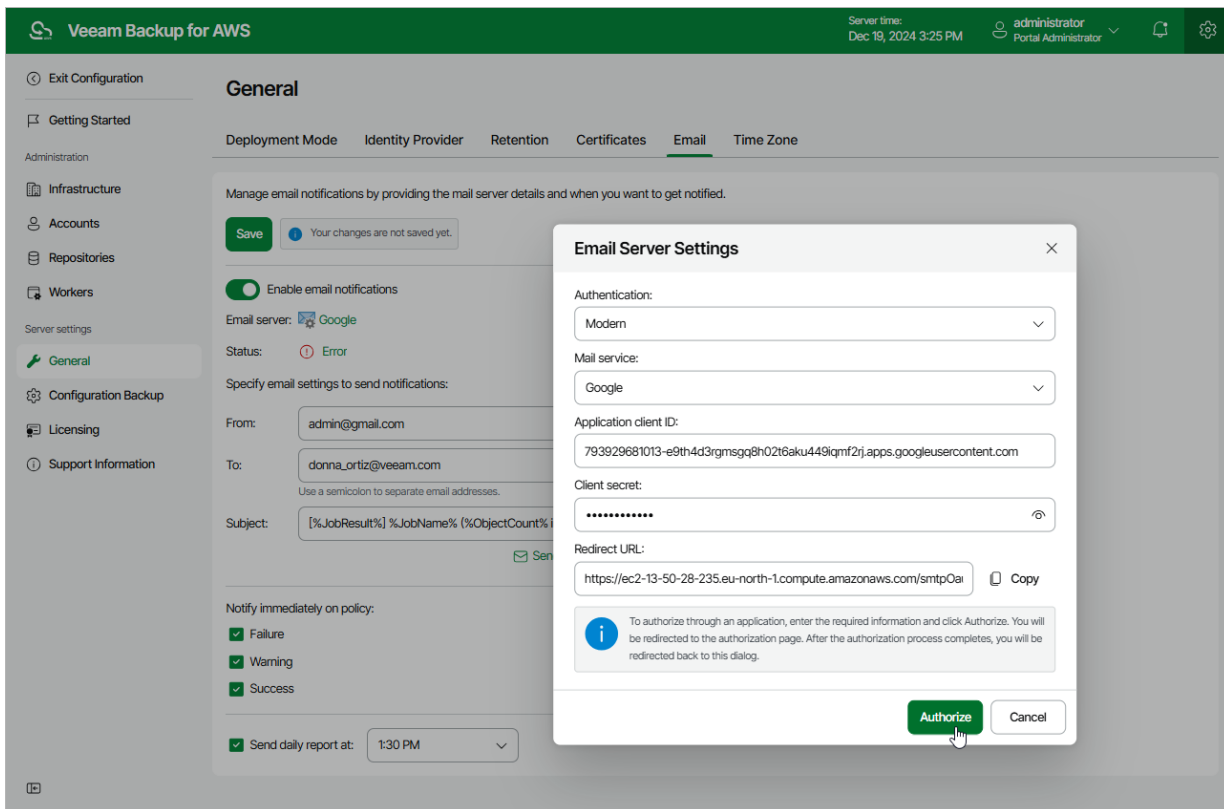 Veeam Backup for AWS
Server time:
Dec 19, 2024 3:25 PM
administrator
Portal Administrator
Exit Configuration
Getting Started
Administration
Infrastructure
Accounts
Repositories
Workers
Server settings
General
Configuration Backup
Licensing
Support Information
General
Deployment Mode Identity Provider Retention Certificates Email Time Zone
Manage email notifications by providing the mail server details and when you want to get notified.
Save
Your changes are not saved yet.
Enable email notifications
Email server: Google
Status: Error
Specify email settings to send notifications:
From: admin@gmail.com
To: donna_ortiz@veeam.com
Use a semicolon to separate email addresses.
Subject: [%JobResult%] %JobName% (%ObjectCount% i
Sen
Notify immediately on policy:
Failure
Warning
Success
Send daily report at: 1:30 PM
Email Server Settings
Authentication:
Modern
Mail service:
Google
Application client ID:
793929681013-e9th4d3rgmsgq8h02t6aku449iqmf2rj.apps.googleusercontent.com
Client secret:
••••••••••••
Redirect URL:
https://ec2-13-50-28-235.eu-north-1.compute.amazonaws.com/smtpOa
Copy
To authorize through an application, enter the required information and click Authorize. You will
be redirected to the authorization page. After the authorization process completes, you will be
redirected back to this dialog.
Authorize
Cancel